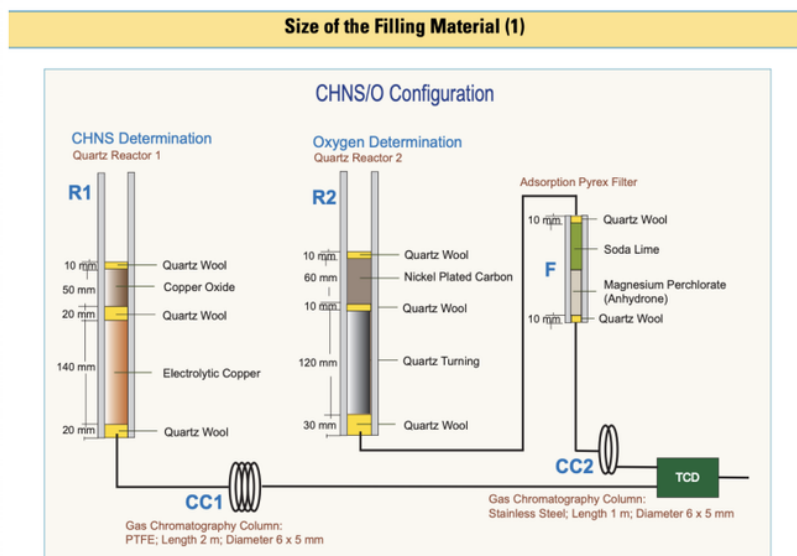 Size of the Filling Material (1)
CHNS/O Configuration
CHNS Determination
Quartz Reactor 1
R1
10 mm
Quartz Wool
50 mm
Copper Oxide
20 mm
Quartz Wool
140 mm
Electrolytic Copper
20 mm
Quartz Wool
CC1
Gas Chromatography Column:
PTFE; Length 2 m; Diameter 6 x 5 mm
Oxygen Determination
Quartz Reactor 2
R2
10 mm
Quartz Wool
60 mm
Nickel Plated Carbon
10 mm
Quartz Wool
120 mm
Quartz Turning
30 mm
Quartz Wool
Adsorption Pyrex Filter
10 mm
Quartz Wool
Soda Lime
F
Magnesium Perchlorate
(Anhydrone)
10 mm
Quartz Wool
CC2
TCD
Gas Chromatography Column:
Stainless Steel; Length 1 m; Diameter 6 x 5 mm